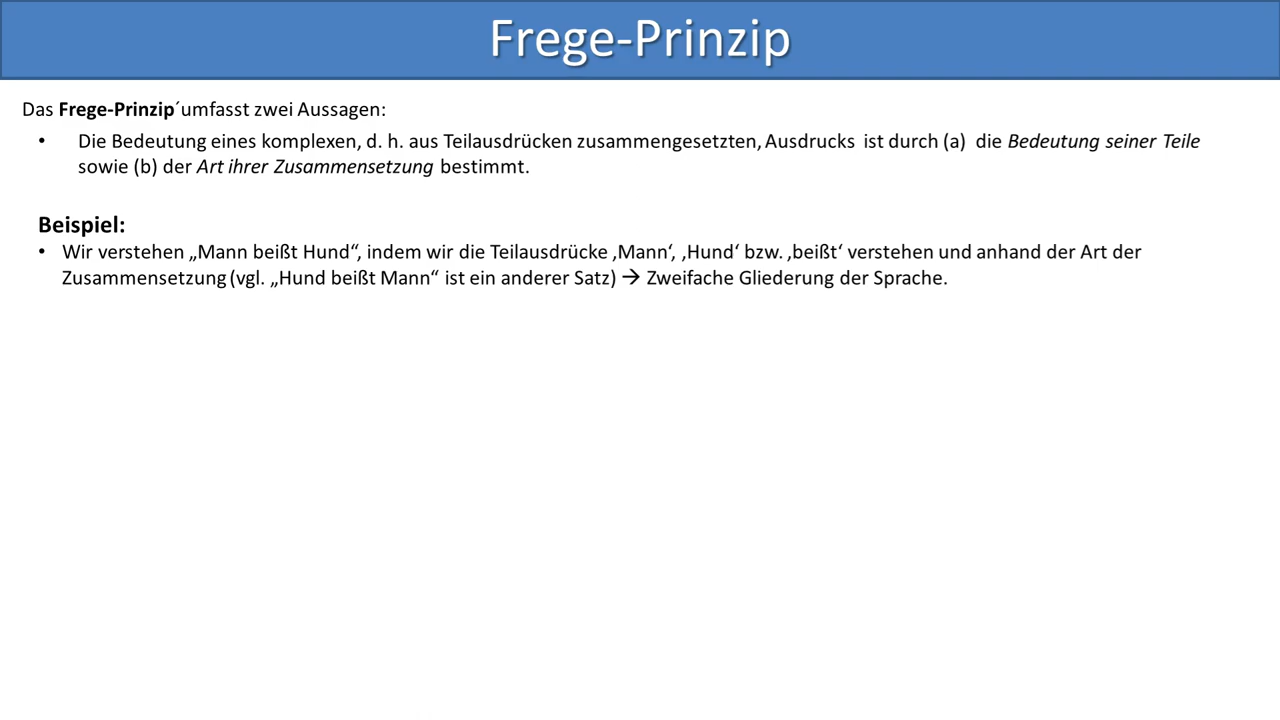 Frege-Prinzip
Das Frege-Prinzip´umfasst zwei Aussagen:
• Die Bedeutung eines komplexen, d. h. aus Teilausdrücken zusammengesetzten, Ausdrucks ist durch (a) die Bedeutung seiner Teile
sowie (b) der Art ihrer Zusammensetzung bestimmt.
Beispiel:
• Wir verstehen „Mann beißt Hund“, indem wir die Teilausdrücke ‚Mann‘, ‚Hund‘ bzw. ‚beißt‘ verstehen und anhand der Art der
Zusammensetzung (vgl. „Hund beißt Mann“ ist ein anderer Satz) → Zweifache Gliederung der Sprache.